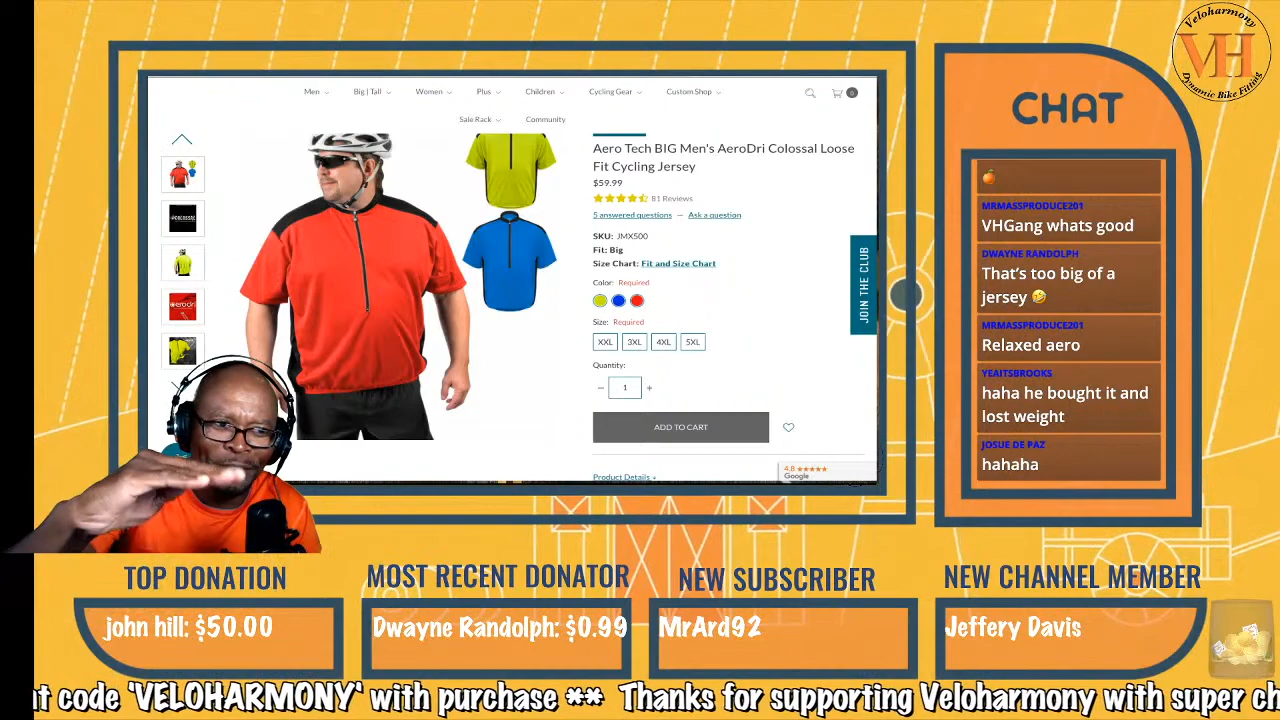 Veloharmony
VH
Dynamic Bike Fitting
Men
Big | Tall
Women
Plus
Children
Cycling Gear
Custom Shop
0
Sale Rack
Community
Aero Tech BIG Men's AeroDri Colossal Loose
Fit Cycling Jersey
$59.99
81 Reviews
5 answered questions — Ask a question
SKU: JMX500
Fit: Big
Size Chart: Fit and Size Chart
Color: Required
Size: Required
XXL 3XL 4XL 5XL
Quantity:
− 1 +
ADD TO CART
Product Details
4.8
Google
JOIN THE CLUB
CHAT
MRMASSPRODUCE201
VHGang whats good
DWAYNE RANDOLPH
That's too big of a
jersey 🤣
MRMASSPRODUCE201
Relaxed aero
YEAITSBROOKS
haha he bought it and
lost weight
JOSUE DE PAZ
hahaha
TOP DONATION
john hill: $50.00
MOST RECENT DONATOR
Dwayne Randolph: $0.99
NEW SUBSCRIBER
MrArd92
NEW CHANNEL MEMBER
Jeffery Davis
at code 'VELOHARMONY' with purchase ** Thanks for supporting Veloharmony with super ch